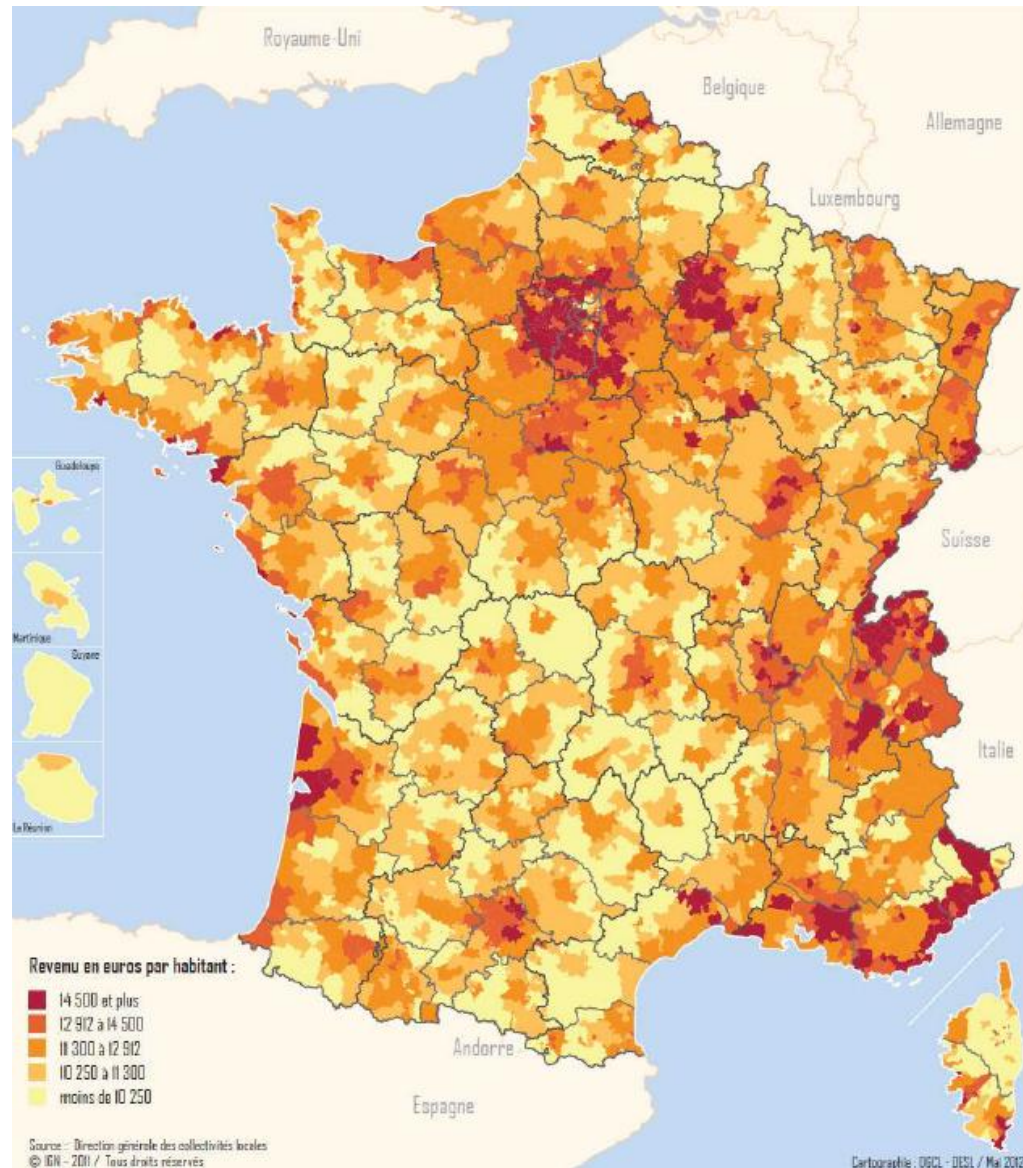 Royaume-Uni
Belgique
Allemagne
Luxembourg
Guadeloupe
Suisse
Martinique
Guyane
Italie
La Réunion
Revenu en euros par habitant :
14 500 et plus
12 912 à 14 500
11 300 à 12 912
10 250 à 11 300
moins de 10 250
Andorre
Espagne
Source : Direction générale des collectivités locales
© IGN - 2011 / Tous droits réservés
Cartographie : DGCL - DESL / Mai 2012